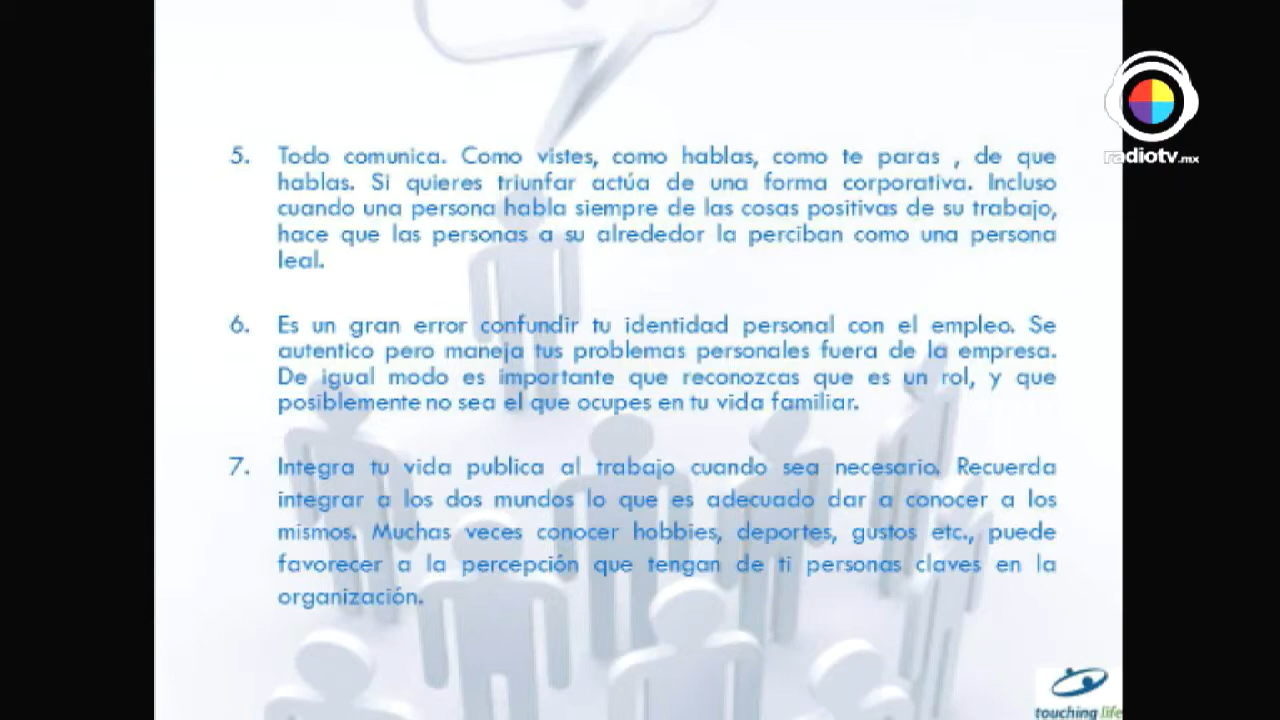 radiotv.mx
5. Todo comunica. Como vistes, como hablas, como te paras , de que
hablas. Si quieres triunfar actúa de una forma corporativa. Incluso
cuando una persona habla siempre de las cosas positivas de su trabajo,
hace que las personas a su alrededor la perciban como una persona
leal.
6. Es un gran error confundir tu identidad personal con el empleo. Se
autentico pero maneja tus problemas personales fuera de la empresa.
De igual modo es importante que reconozcas que es un rol, y que
posiblemente no sea el que ocupes en tu vida familiar.
7. Integra tu vida publica al trabajo cuando sea necesario. Recuerda
integrar a los dos mundos lo que es adecuado dar a conocer a los
mismos. Muchas veces conocer hobbies, deportes, gustos etc., puede
favorecer a la percepción que tengan de ti personas claves en la
organización.
touching life